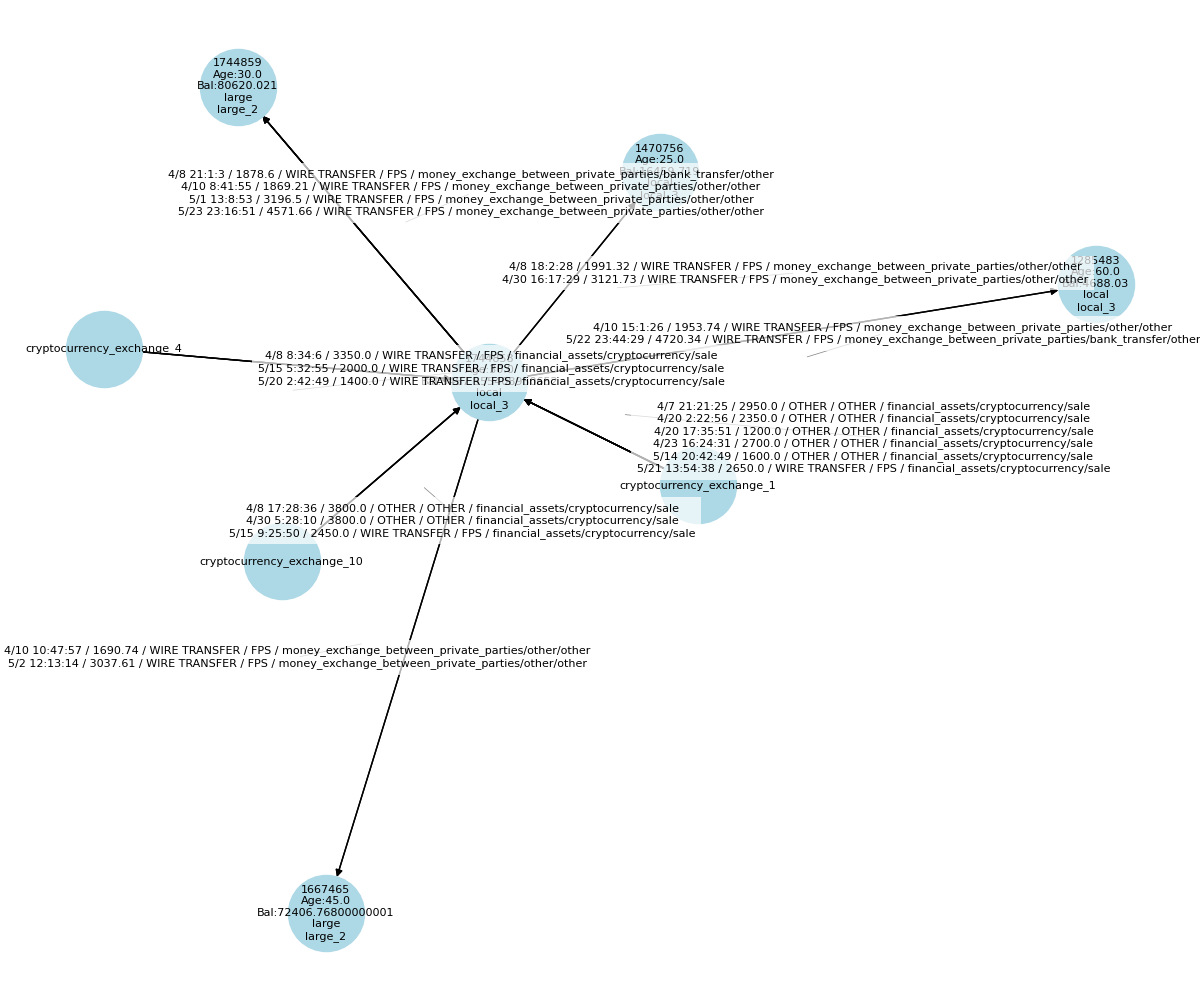 1744859
Age:30.0
Bal:80620.021
large
large_2
1470756
Age:25.0
4/8 21:1:3 / 1878.6 / WIRE TRANSFER / FPS / money_exchange_between_private_parties/bank_transfer/other
4/10 8:41:55 / 1869.21 / WIRE TRANSFER / FPS / money_exchange_between_private_parties/other/other
5/1 13:8:53 / 3196.5 / WIRE TRANSFER / FPS / money_exchange_between_private_parties/other/other
5/23 23:16:51 / 4571.66 / WIRE TRANSFER / FPS / money_exchange_between_private_parties/other/other
4/8 18:2:28 / 1991.32 / WIRE TRANSFER / FPS / money_exchange_between_private_parties/other/other
4/30 16:17:29 / 3121.73 / WIRE TRANSFER / FPS / money_exchange_between_private_parties/other/other
Age:60.0
local
local_3
4/10 15:1:26 / 1953.74 / WIRE TRANSFER / FPS / money_exchange_between_private_parties/other/other
5/22 23:44:29 / 4720.34 / WIRE TRANSFER / FPS / money_exchange_between_private_parties/bank_transfer/other
cryptocurrency_exchange_4
4/8 8:34:6 / 3350.0 / WIRE TRANSFER / FPS / financial_assets/cryptocurrency/sale
5/15 5:32:55 / 2000.0 / WIRE TRANSFER / FPS / financial_assets/cryptocurrency/sale
5/20 2:42:49 / 1400.0 / WIRE TRANSFER / FPS / financial_assets/cryptocurrency/sale
local
local_3
4/7 21:21:25 / 2950.0 / OTHER / OTHER / financial_assets/cryptocurrency/sale
4/20 2:22:56 / 2350.0 / OTHER / OTHER / financial_assets/cryptocurrency/sale
4/20 17:35:51 / 1200.0 / OTHER / OTHER / financial_assets/cryptocurrency/sale
4/23 16:24:31 / 2700.0 / OTHER / OTHER / financial_assets/cryptocurrency/sale
5/14 20:42:49 / 1600.0 / OTHER / OTHER / financial_assets/cryptocurrency/sale
5/21 13:54:38 / 2650.0 / WIRE TRANSFER / FPS / financial_assets/cryptocurrency/sale
cryptocurrency_exchange_1
4/8 17:28:36 / 3800.0 / OTHER / OTHER / financial_assets/cryptocurrency/sale
4/30 5:28:10 / 3800.0 / OTHER / OTHER / financial_assets/cryptocurrency/sale
5/15 9:25:50 / 2450.0 / WIRE TRANSFER / FPS / financial_assets/cryptocurrency/sale
cryptocurrency_exchange_10
4/10 10:47:57 / 1690.74 / WIRE TRANSFER / FPS / money_exchange_between_private_parties/other/other
5/2 12:13:14 / 3037.61 / WIRE TRANSFER / FPS / money_exchange_between_private_parties/other/other
1667465
Age:45.0
Bal:72406.76800000001
large
large_2